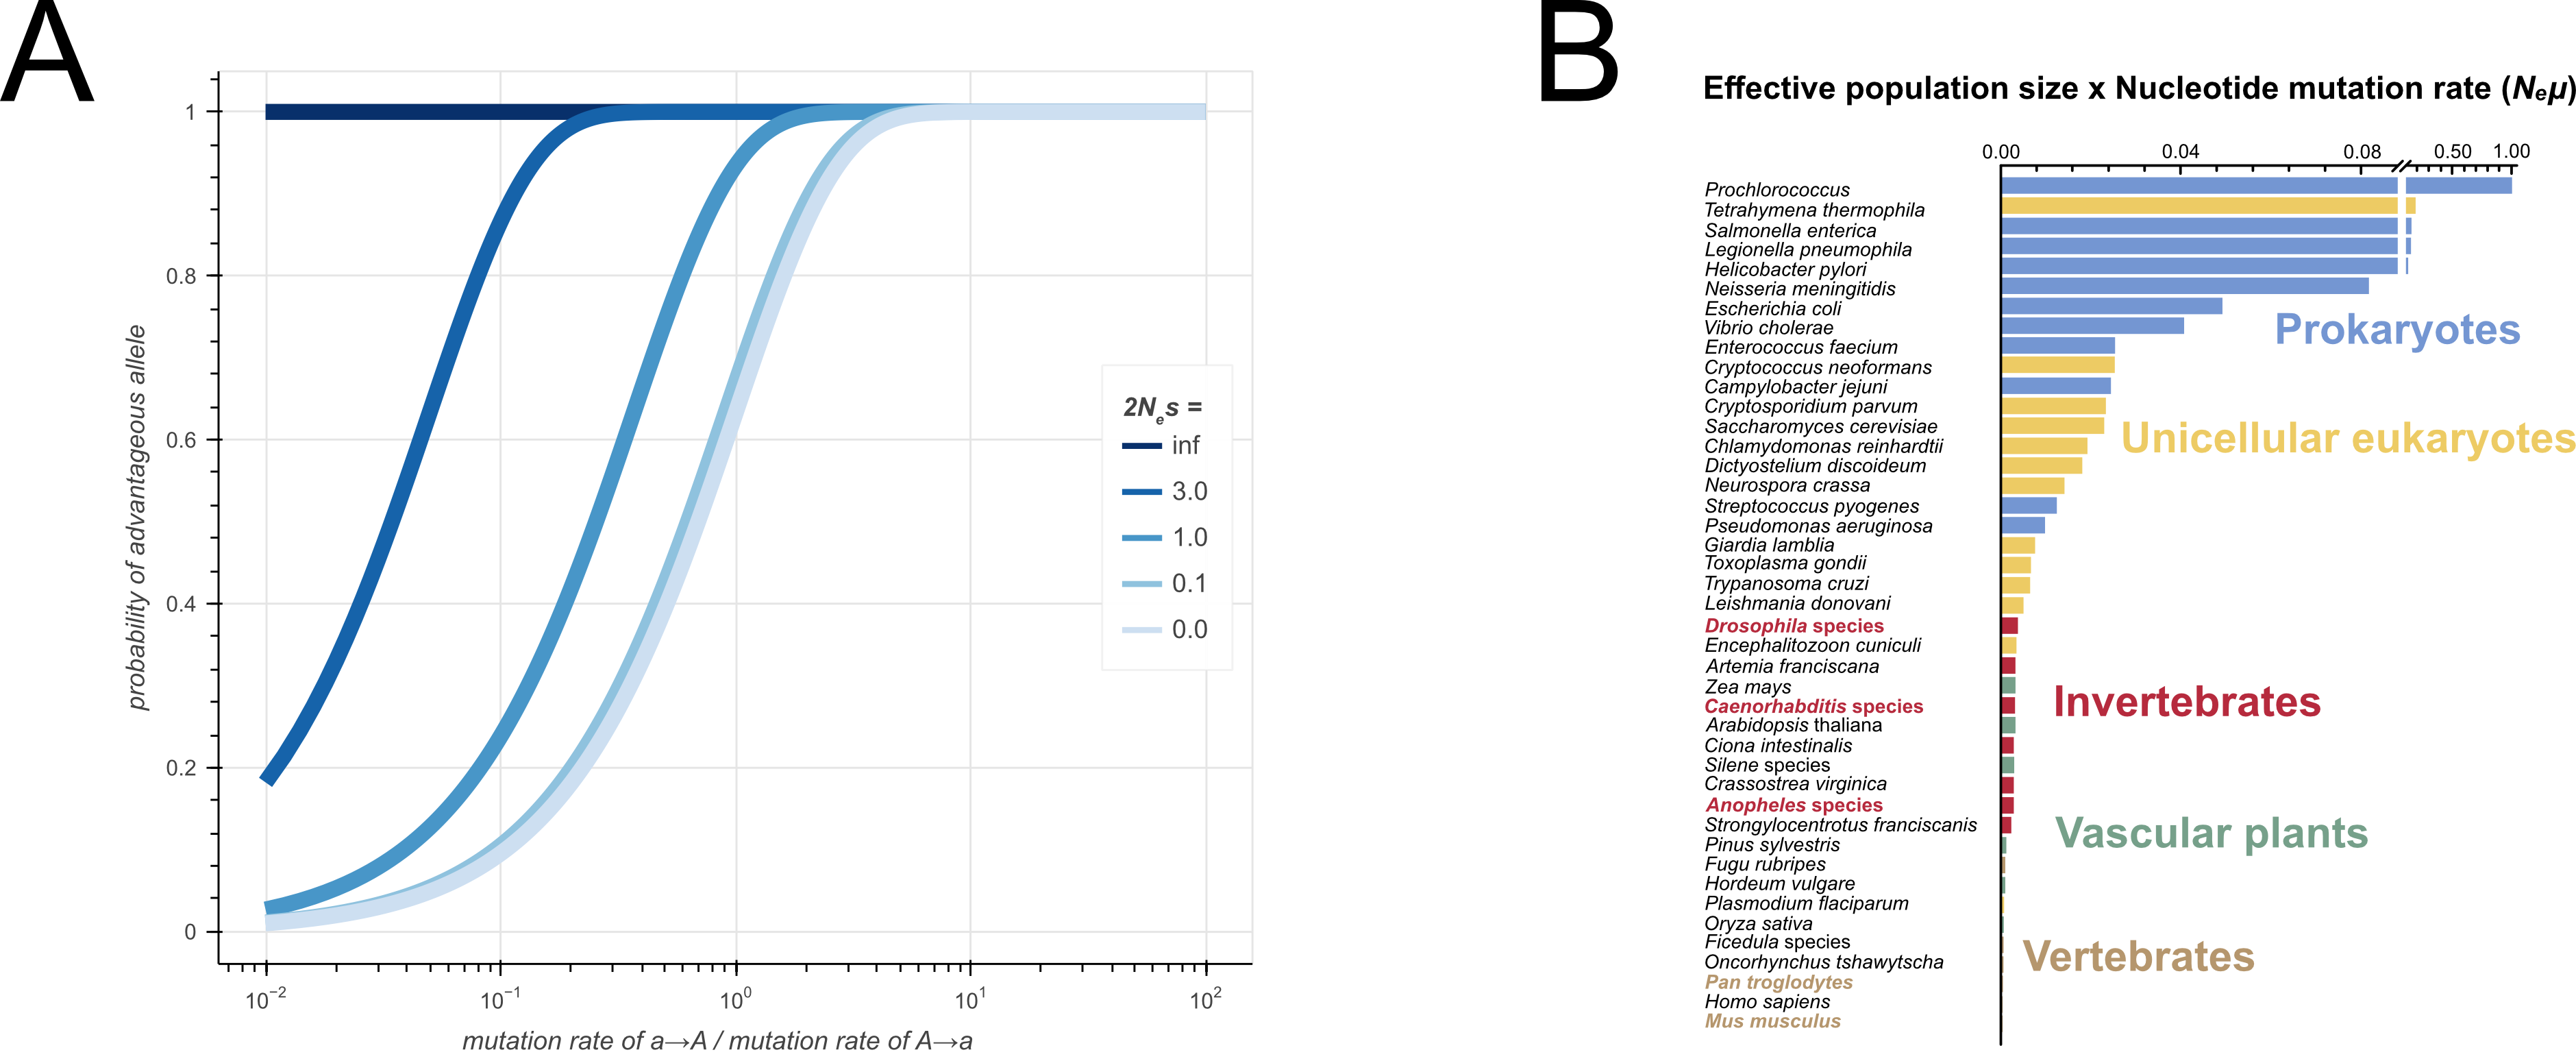 A
probability of advantageous allele
1
0.8
0.6
0.4
0.2
0
10−2 10−1 100 101 102
mutation rate of a→A / mutation rate of A→a
2Nes =
inf
3.0
1.0
0.1
0.0
B
Effective population size x Nucleotide mutation rate (Neμ)
0.00 0.04 0.08 0.50 1.00
Prochlorococcus
Tetrahymena thermophila
Salmonella enterica
Legionella pneumophila
Helicobacter pylori
Neisseria meningitidis
Escherichia coli
Vibrio cholerae
Enterococcus faecium
Cryptococcus neoformans
Campylobacter jejuni
Cryptosporidium parvum
Saccharomyces cerevisiae
Chlamydomonas reinhardtii
Dictyostelium discoideum
Neurospora crassa
Streptococcus pyogenes
Pseudomonas aeruginosa
Giardia lamblia
Toxoplasma gondii
Trypanosoma cruzi
Leishmania donovani
Drosophila species
Encephalitozoon cuniculi
Artemia franciscana
Zea mays
Caenorhabditis species
Arabidopsis thaliana
Ciona intestinalis
Silene species
Crassostrea virginica
Anopheles species
Strongylocentrotus franciscanis
Pinus sylvestris
Fugu rubripes
Hordeum vulgare
Plasmodium flaciparum
Oryza sativa
Ficedula species
Oncorhynchus tshawytscha
Pan troglodytes
Homo sapiens
Mus musculus
Prokaryotes
Unicellular eukaryotes
Invertebrates
Vascular plants
Vertebrates